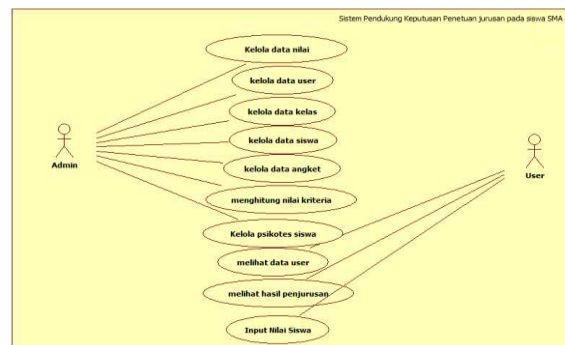 Sistem Pendukung Keputusan Penetuan jurusan pada siswa SMA
Kelola data nilai
kelola data user
kelola data kelas
kelola data siswa
kelola data angket
menghitung nilai kriteria
Kelola psikotes siswa
melihat data user
melihat hasil penjurusan
Input Nilai Siswa
Admin
User